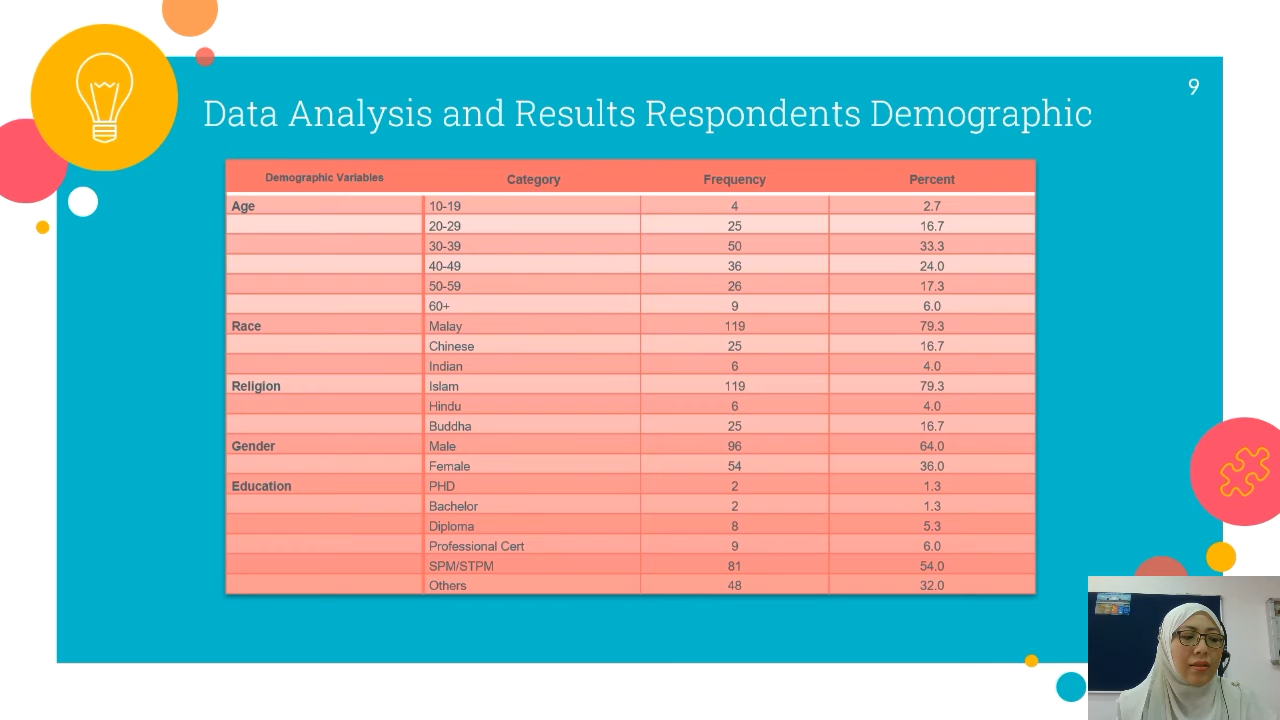 9
Data Analysis and Results Respondents Demographic
Demographic Variables Category Frequency Percent
Age 10-19 4 2.7
20-29 25 16.7
30-39 50 33.3
40-49 36 24.0
50-59 26 17.3
60+ 9 6.0
Race Malay 119 79.3
Chinese 25 16.7
Indian 6 4.0
Religion Islam 119 79.3
Hindu 6 4.0
Buddha 25 16.7
Gender Male 96 64.0
Female 54 36.0
Education PHD 2 1.3
Bachelor 2 1.3
Diploma 8 5.3
Professional Cert 9 6.0
SPM/STPM 81 54.0
Others 48 32.0